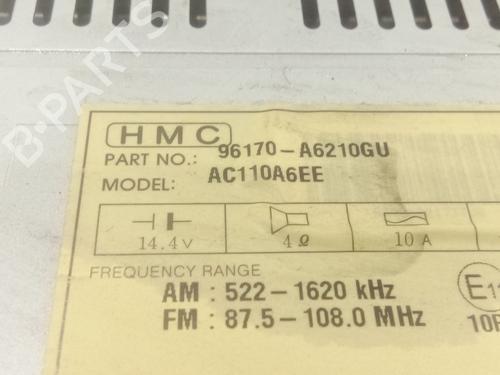 HMC
PART NO.: 96170-A6210GU
MODEL: AC110A6EE
14.4V 4Ω 10 A
FREQUENCY RANGE
AM : 522-1620 kHz
FM : 87.5-108.0 MHz
B-PARTS